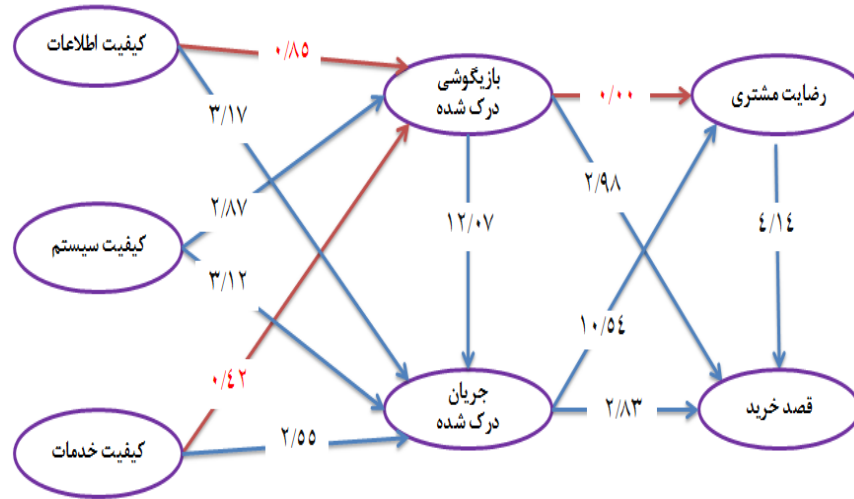 کیفیت اطلاعات
۰/۸۵
بازیگوشی
درک شده
۰/۰۰
رضایت مشتری
۳/۱۷
۲/۸۷
۱۲/۰۷
۲/۹۸
۴/۱۴
کیفیت سیستم
۳/۱۲
۱۰/۵٤
۰/٤۲
جریان
درک شده
۲/۸۳
قصد خرید
کیفیت خدمات
۲/۵۵